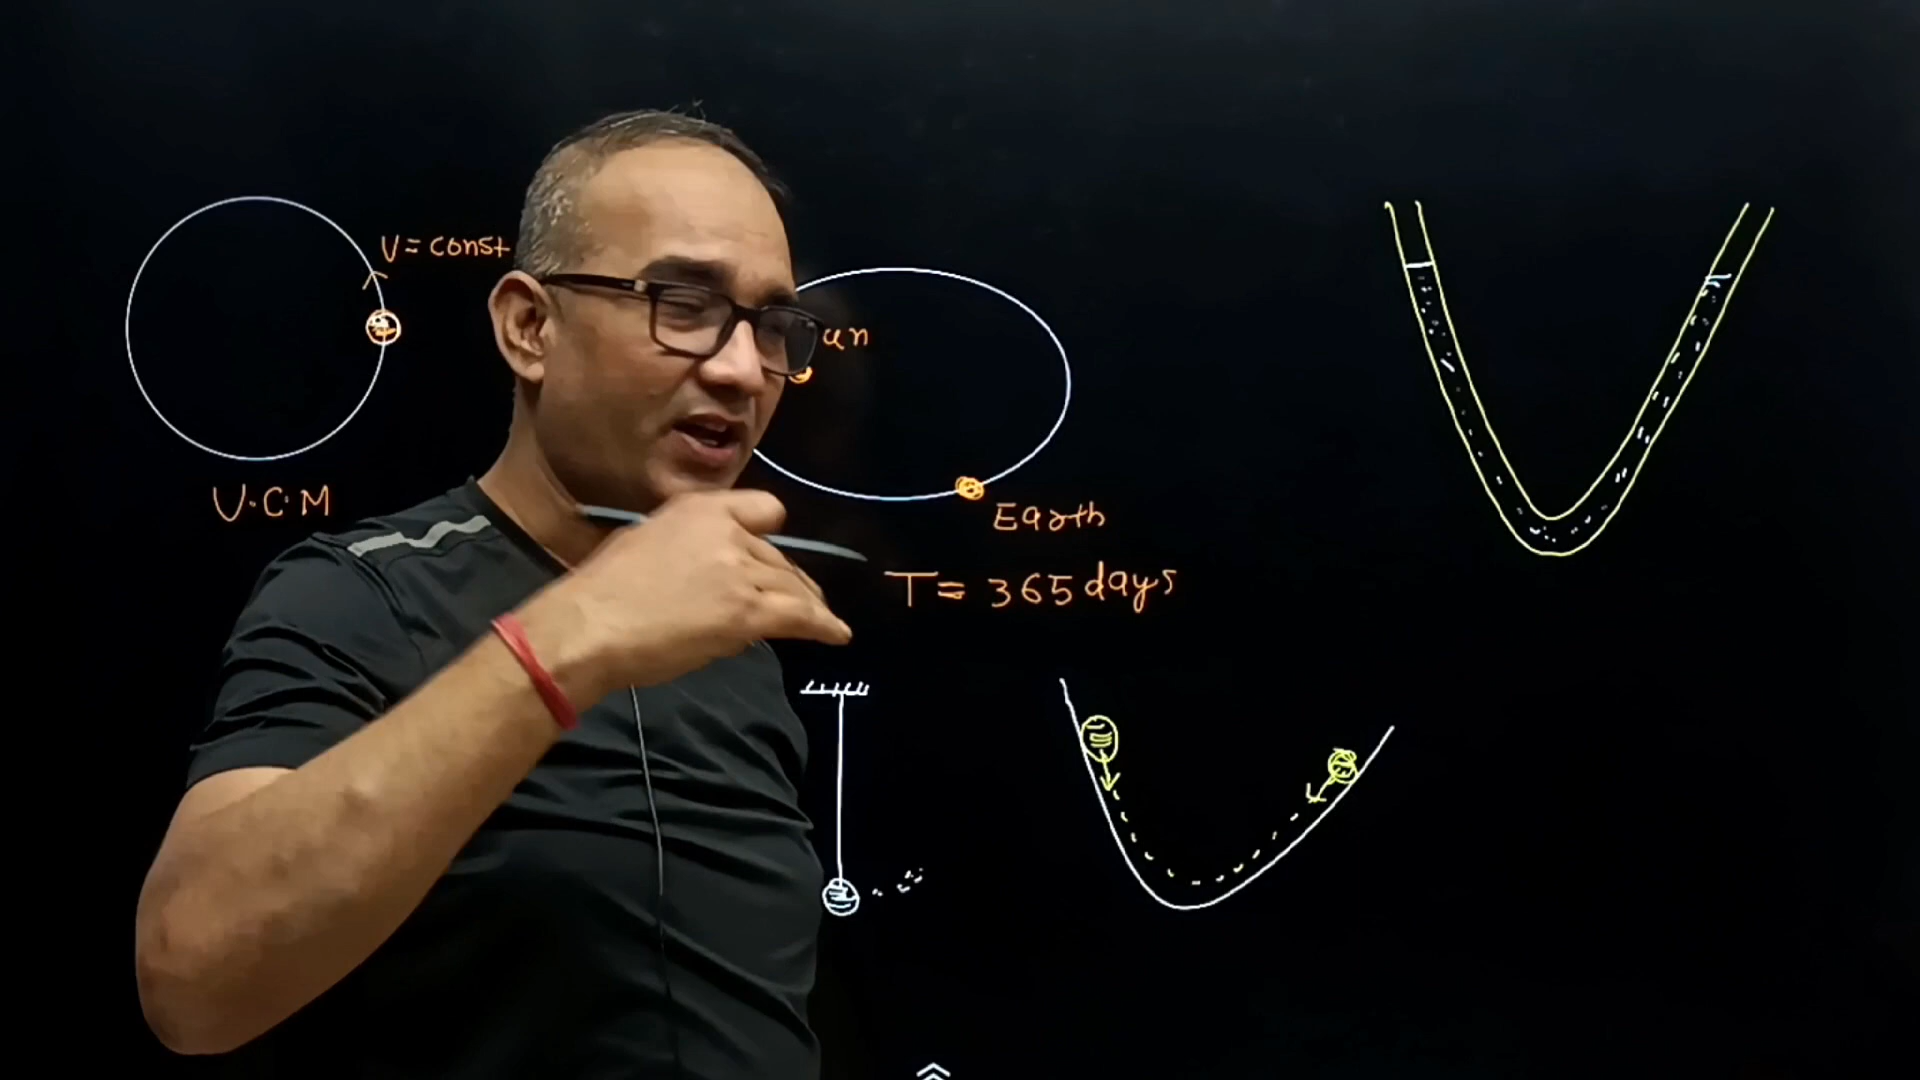 V = const
U.C.M
un
Earth
T = 365 days